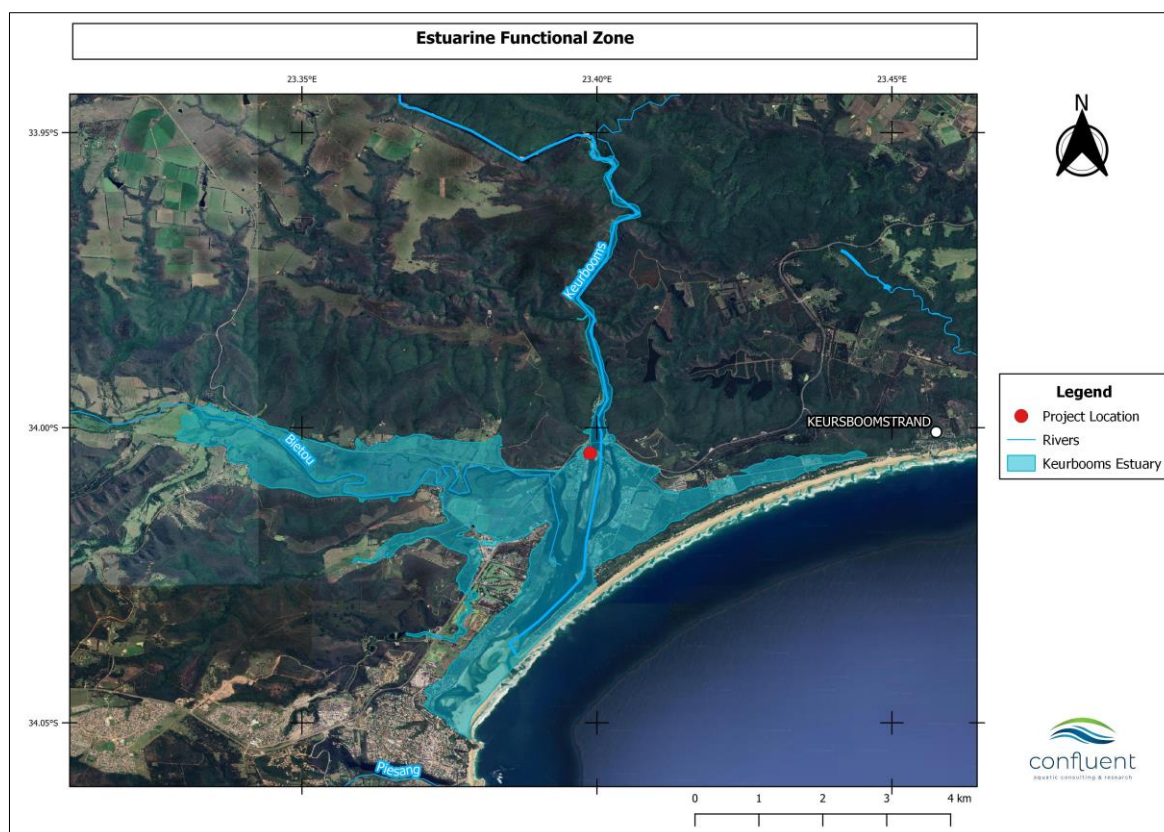 Estuarine Functional Zone
23.35°E
23.40°E
23.45°E
33.95°S
34.00°S
34.05°S
N
Keurbooms
KEURSBOOMSTRAND
Bietou
Piesang
Legend
Project Location
Rivers
Keurbooms Estuary
confluent
aquatic consulting & research
0 1 2 3 4 km